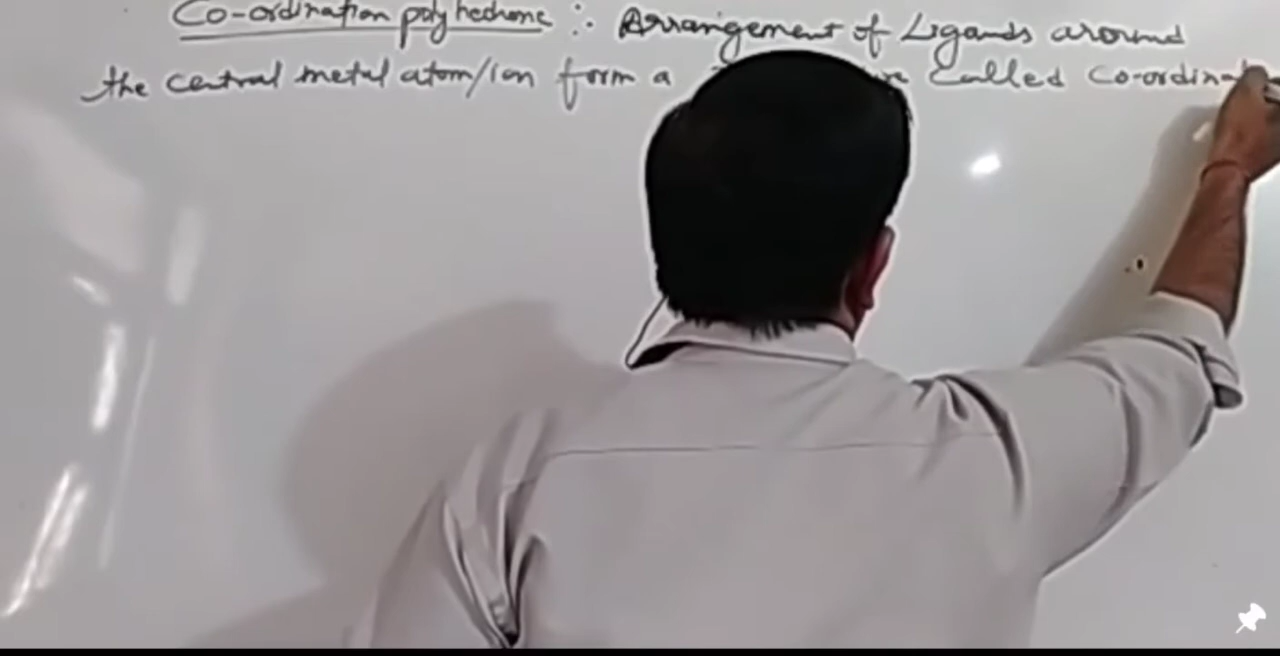 Co-ordination polyhedrone :. Arrangement of Ligands around
the central metal atom/ion form a called Co-ordina